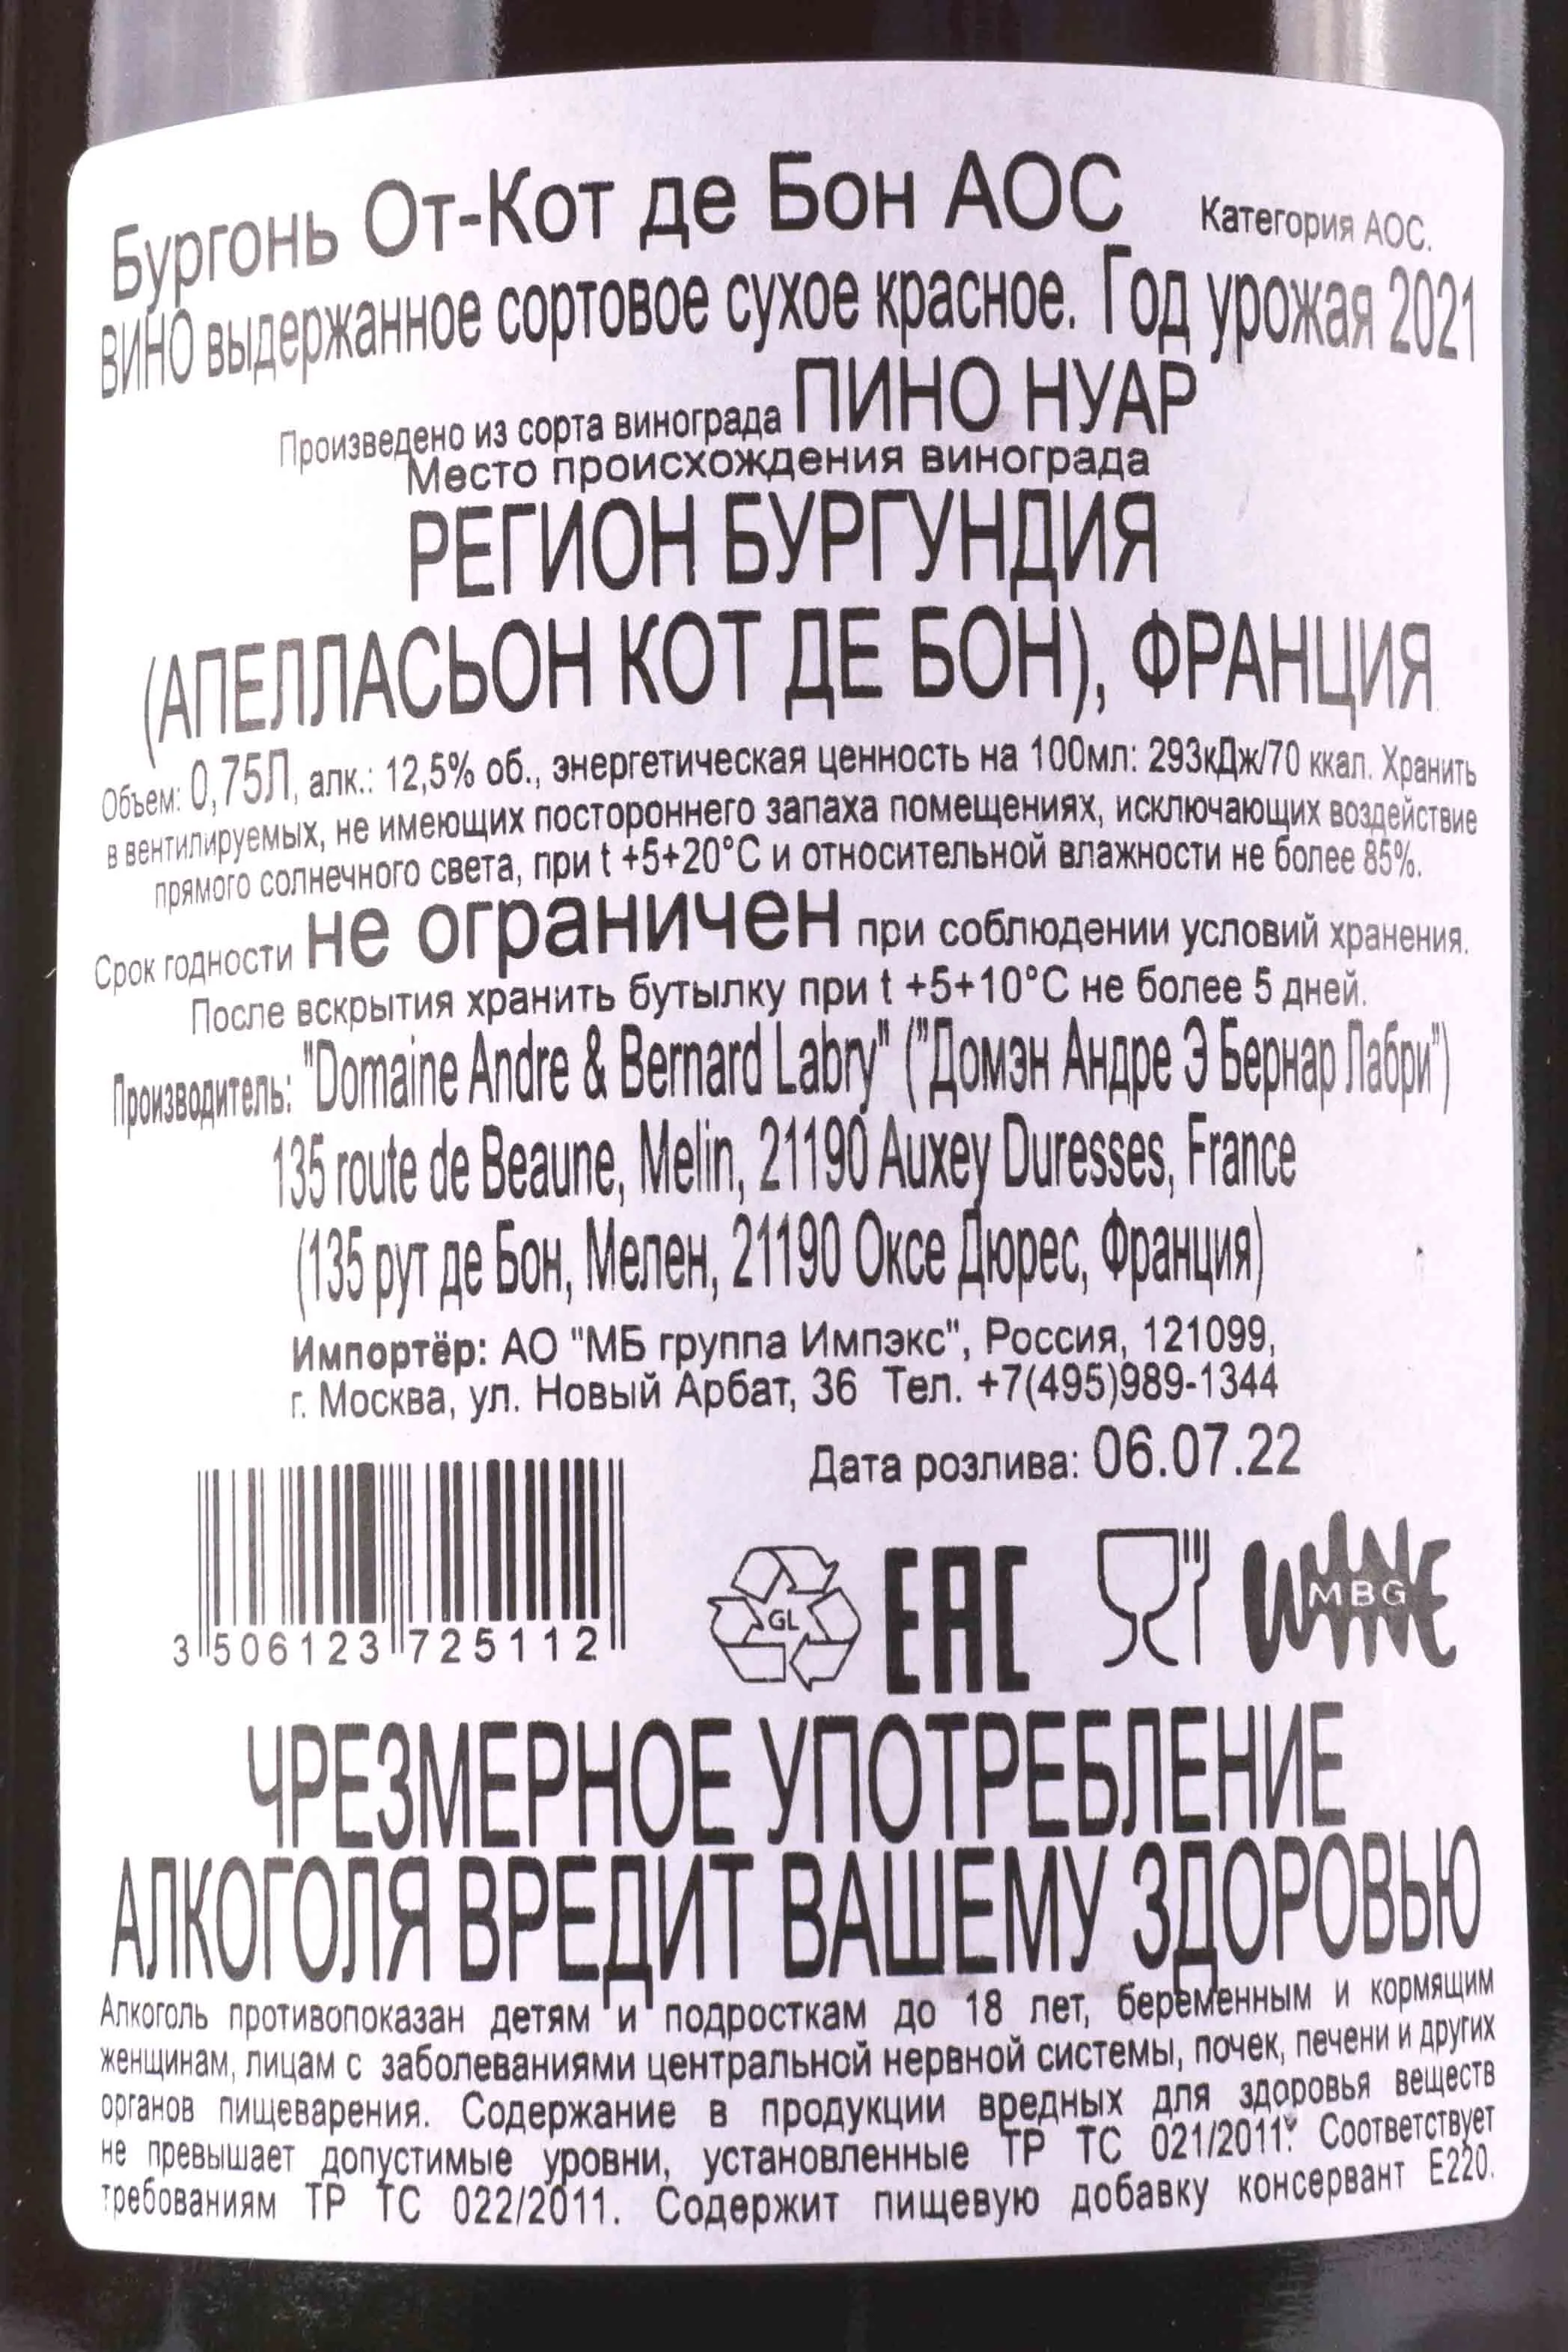 Бургонь От-Кот де Бон АОС Категория АОС.
ВИНО выдержанное сортовое сухое красное. Год урожая 2021
Произведено из сорта винограда ПИНО НУАР
Место происхождения винограда
РЕГИОН БУРГУНДИЯ
(АПЕЛЛАСЬОН КОТ ДЕ БОН), ФРАНЦИЯ
Объем: 0,75Л, алк.: 12,5% об., энергетическая ценность на 100мл: 293кДж/70 ккал. Хранить
в вентилируемых, не имеющих постороннего запаха помещениях, исключающих воздействие
прямого солнечного света, при t +5+20°С и относительной влажности не более 85%.
Срок годности не ограничен при соблюдении условий хранения.
После вскрытия хранить бутылку при t +5+10°С не более 5 дней.
Производитель: "Domaine Andre & Bernard Labry" ("Домэн Андре Э Бернар Лабри")
135 route de Beaune, Melin, 21190 Auxey Duresses, France
(135 рут де Бон, Мелен, 21190 Оксе Дюрес, Франция)
Импортёр: АО "МБ группа Импэкс", Россия, 121099,
г. Москва, ул. Новый Арбат, 36 Тел. +7(495)989-1344
Дата розлива: 06.07.22
3 506123 725112
GL
EAC
WINE
MBG
ЧРЕЗМЕРНОЕ УПОТРЕБЛЕНИЕ
АЛКОГОЛЯ ВРЕДИТ ВАШЕМУ ЗДОРОВЬЮ
Алкоголь противопоказан детям и подросткам до 18 лет, беременным и кормящим
женщинам, лицам с заболеваниями центральной нервной системы, почек, печени и других
органов пищеварения. Содержание в продукции вредных для здоровья веществ
не превышает допустимые уровни, установленные ТР ТС 021/2011. Соответствует
требованиям ТР ТС 022/2011. Содержит пищевую добавку консервант Е220.